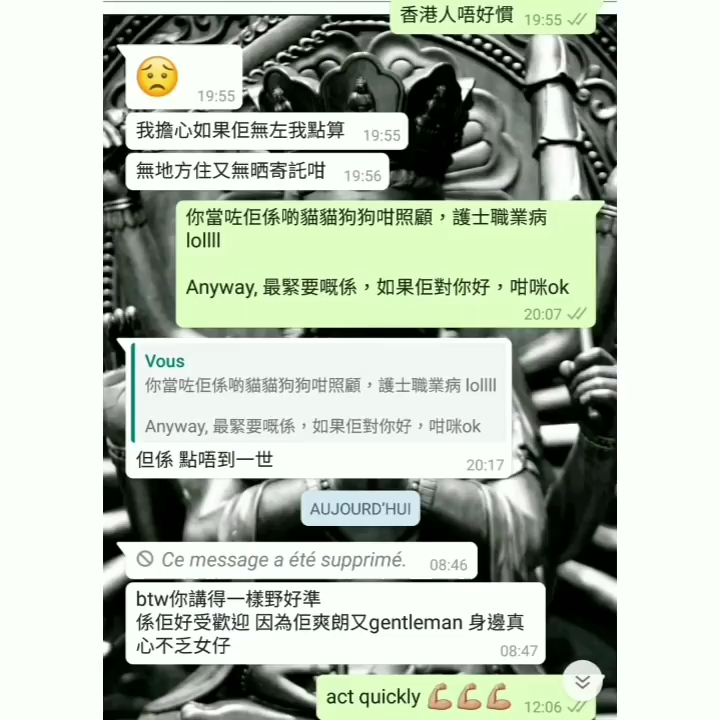 香港人唔好慣
19:55
19:55
我擔心如果佢無左我點算
19:55
無地方住又無晒寄託咁
19:56
你當咗佢係啲貓貓狗狗咁照顧，護士職業病
lollll
Anyway, 最緊要嘅係，如果佢對你好，咁咪ok
20:07
Vous
你當咗佢係啲貓貓狗狗咁照顧，護士職業病 lollll
Anyway, 最緊要嘅係，如果佢對你好，咁咪ok
但係 點唔到一世
20:17
AUJOURD'HUI
Ce message a été supprimé.
08:46
btw你講得一樣野好準
係佢好受歡迎 因為佢爽朗又gentleman 身邊真
心不乏女仔
08:47
act quickly 💪🏽💪🏽💪🏽
12:06